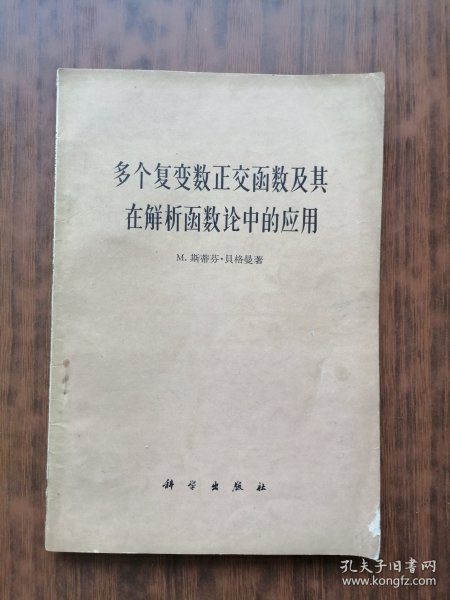 多个复变数正交函数及其
在解析函数论中的应用
M. 斯蒂芬·貝格曼著
科学出版社
孔夫子旧书网
www.kongfz.com